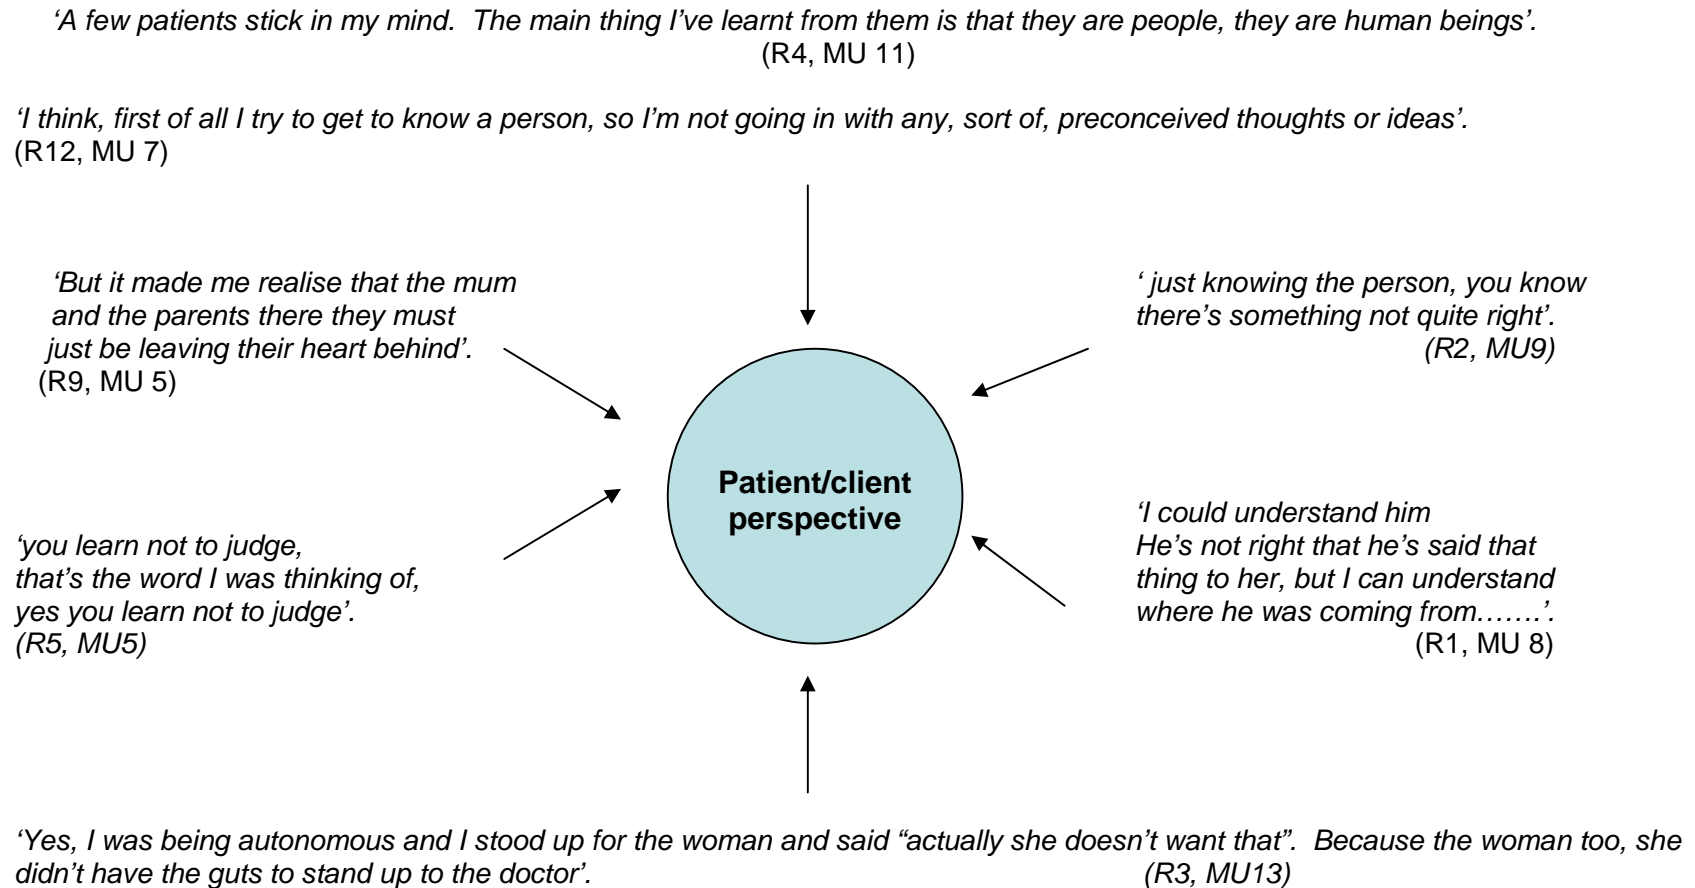 ‘A few patients stick in my mind.  The main thing I’ve learnt from them is that they are people, they are human beings’.
(R4, MU 11)
‘I think, first of all I try to get to know a person, so I’m not going in with any, sort of, preconceived thoughts or ideas’.
(R12, MU 7)
‘But it made me realise that the mum
and the parents there they must
just be leaving their heart behind’.
(R9, MU 5)
‘ just knowing the person, you know
there’s something not quite right’.
(R2, MU9)
Patient/client
perspective
‘you learn not to judge,
that’s the word I was thinking of,
yes you learn not to judge’.
(R5, MU5)
‘I could understand him
He’s not right that he’s said that
thing to her, but I can understand
where he was coming from…….’.
(R1, MU 8)
‘Yes, I was being autonomous and I stood up for the woman and said “actually she doesn’t want that”.  Because the woman too, she
didn’t have the guts to stand up to the doctor’. (R3, MU13)